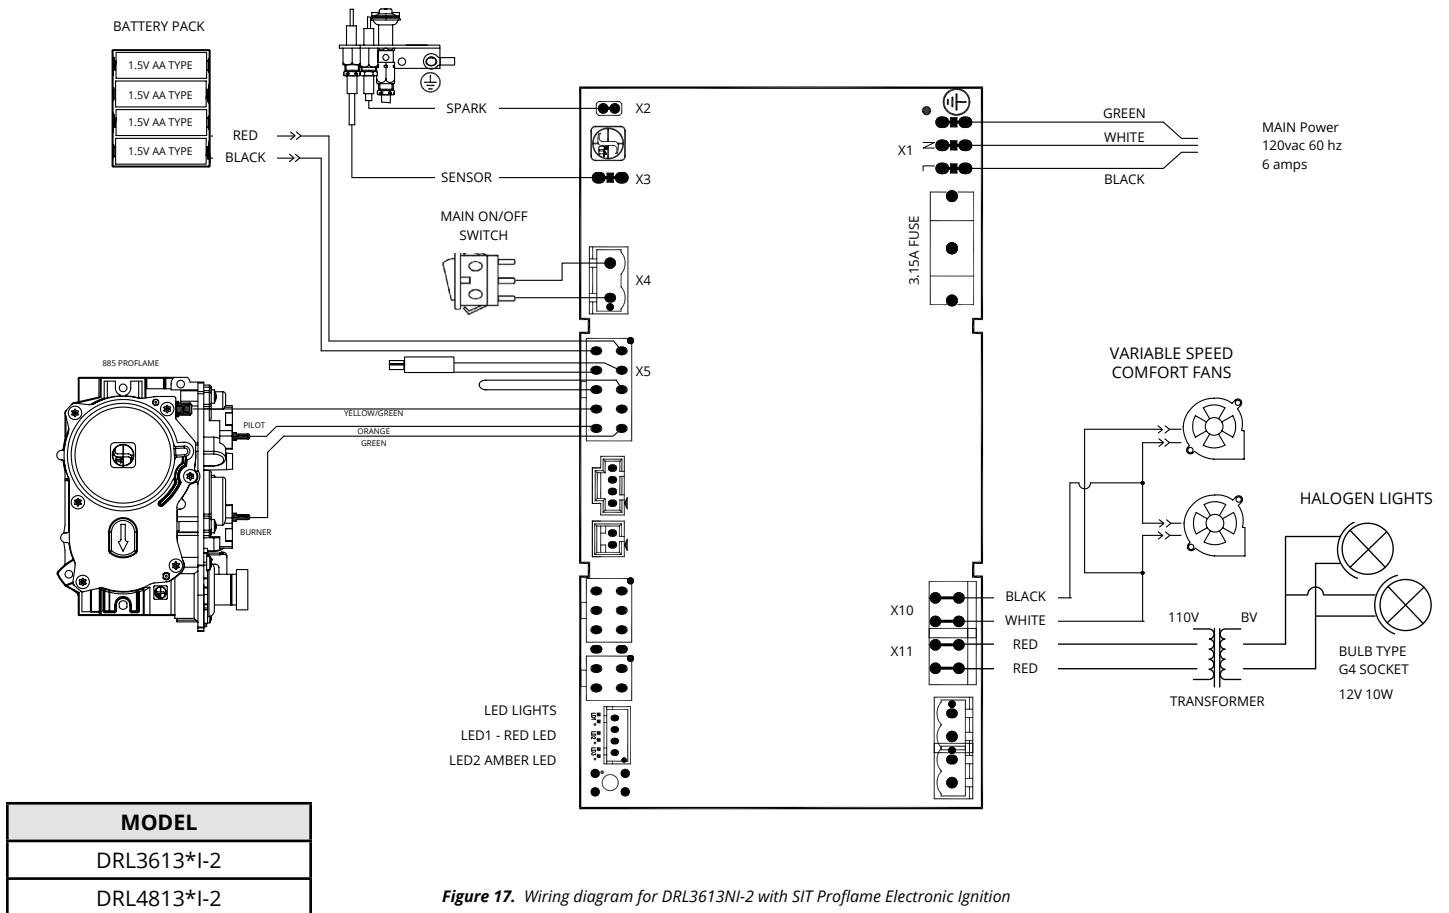 BATTERY PACK
1.5V AA TYPE
1.5V AA TYPE
1.5V AA TYPE
1.5V AA TYPE
RED
BLACK
SPARK
X2
SENSOR
X3
MAIN ON/OFF
SWITCH
X4
X5
885 PROFLAME
YELLOW/GREEN
PILOT
ORANGE
GREEN
BURNER
LED LIGHTS
LED1 - RED LED
LED2 AMBER LED
X1
N
L
GREEN
WHITE
BLACK
MAIN Power
120vac 60 hz
6 amps
3.15A FUSE
VARIABLE SPEED
COMFORT FANS
HALOGEN LIGHTS
X10
BLACK
WHITE
X11
RED
RED
110V
BV
TRANSFORMER
BULB TYPE
G4 SOCKET
12V 10W
MODEL
DRL3613*I-2
DRL4813*I-2
Figure 17. Wiring diagram for DRL3613NI-2 with SIT Proflame Electronic Ignition